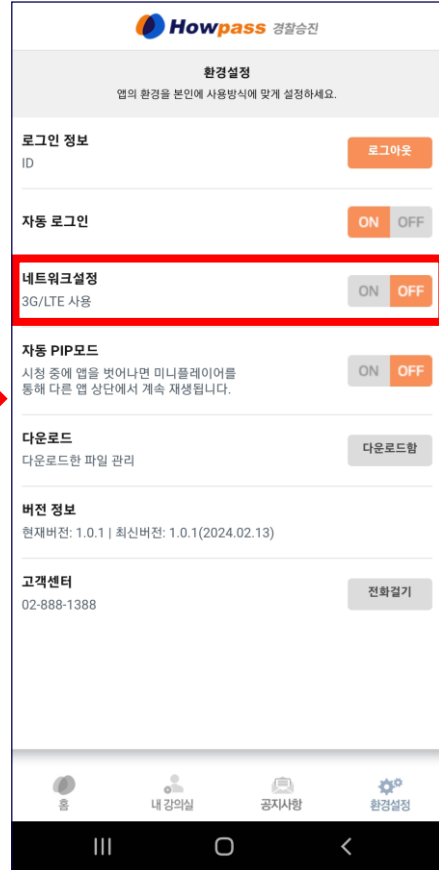 Howpass 경찰승진
환경설정
앱의 환경을 본인에 사용방식에 맞게 설정하세요.
로그인 정보
ID
로그아웃
자동 로그인
ON OFF
네트워크설정
3G/LTE 사용
ON OFF
자동 PIP모드
시청 중에 앱을 벗어나면 미니플레이어를
통해 다른 앱 상단에서 계속 재생됩니다.
ON OFF
다운로드
다운로드한 파일 관리
다운로드함
버전 정보
현재버전: 1.0.1 | 최신버전: 1.0.1(2024.02.13)
고객센터
02-888-1388
전화걸기
홈 내 강의실 공지사항 환경설정